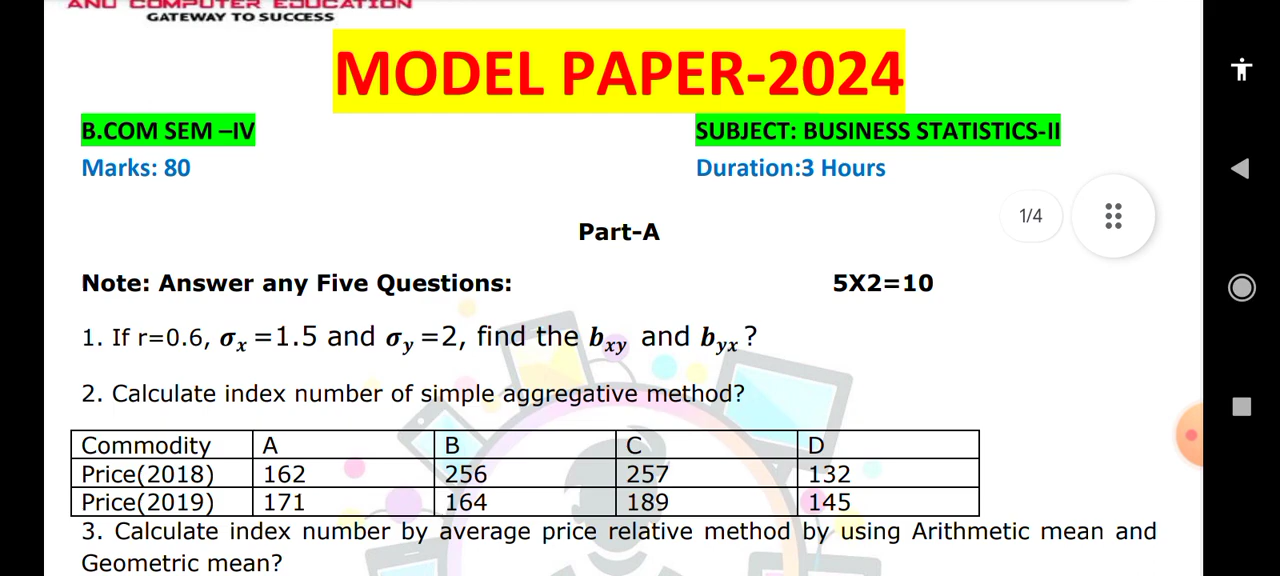 AND COMPUTER EDUCATION
GATEWAY TO SUCCESS
MODEL PAPER-2024
B.COM SEM –IV SUBJECT: BUSINESS STATISTICS-II
Marks: 80 Duration:3 Hours
1/4
Part-A
Note: Answer any Five Questions: 5X2=10
1. If r=0.6, σx =1.5 and σy =2, find the bxy and byx ?
2. Calculate index number of simple aggregative method?
Commodity A B C D
Price(2018) 162 256 257 132
Price(2019) 171 164 189 145
3. Calculate index number by average price relative method by using Arithmetic mean and
Geometric mean?